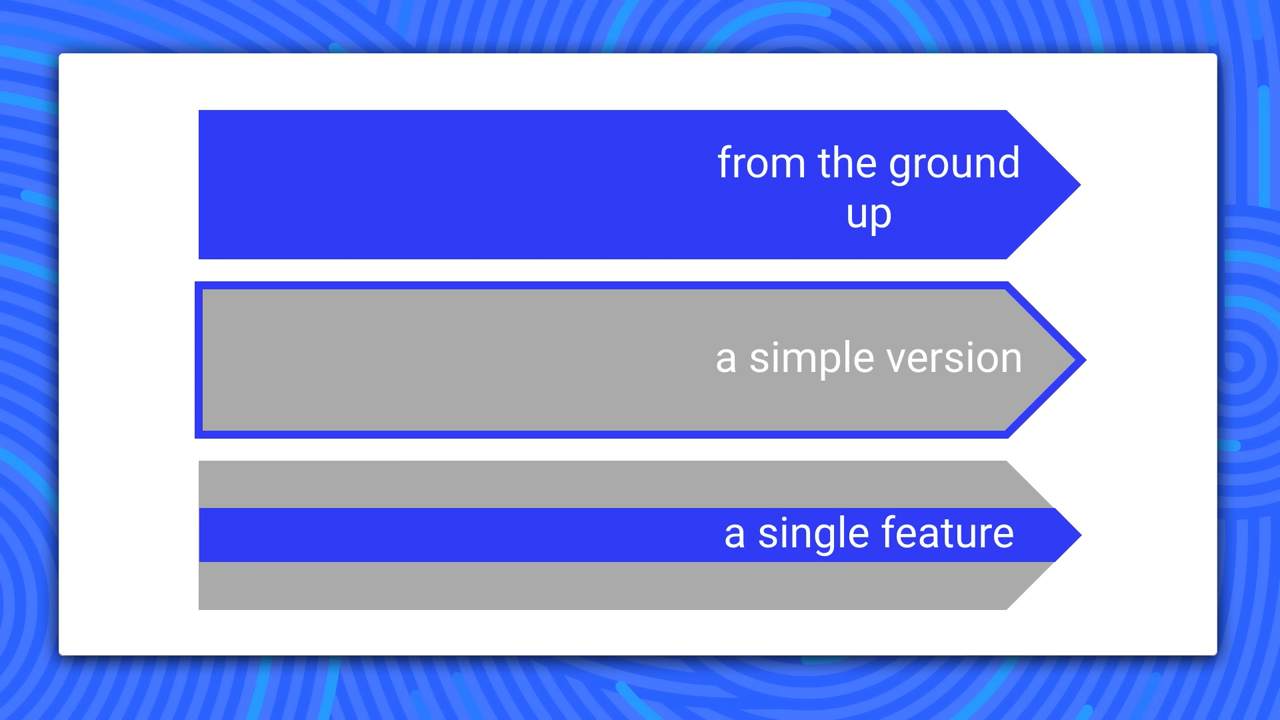 from the ground
up
a simple version
a single feature